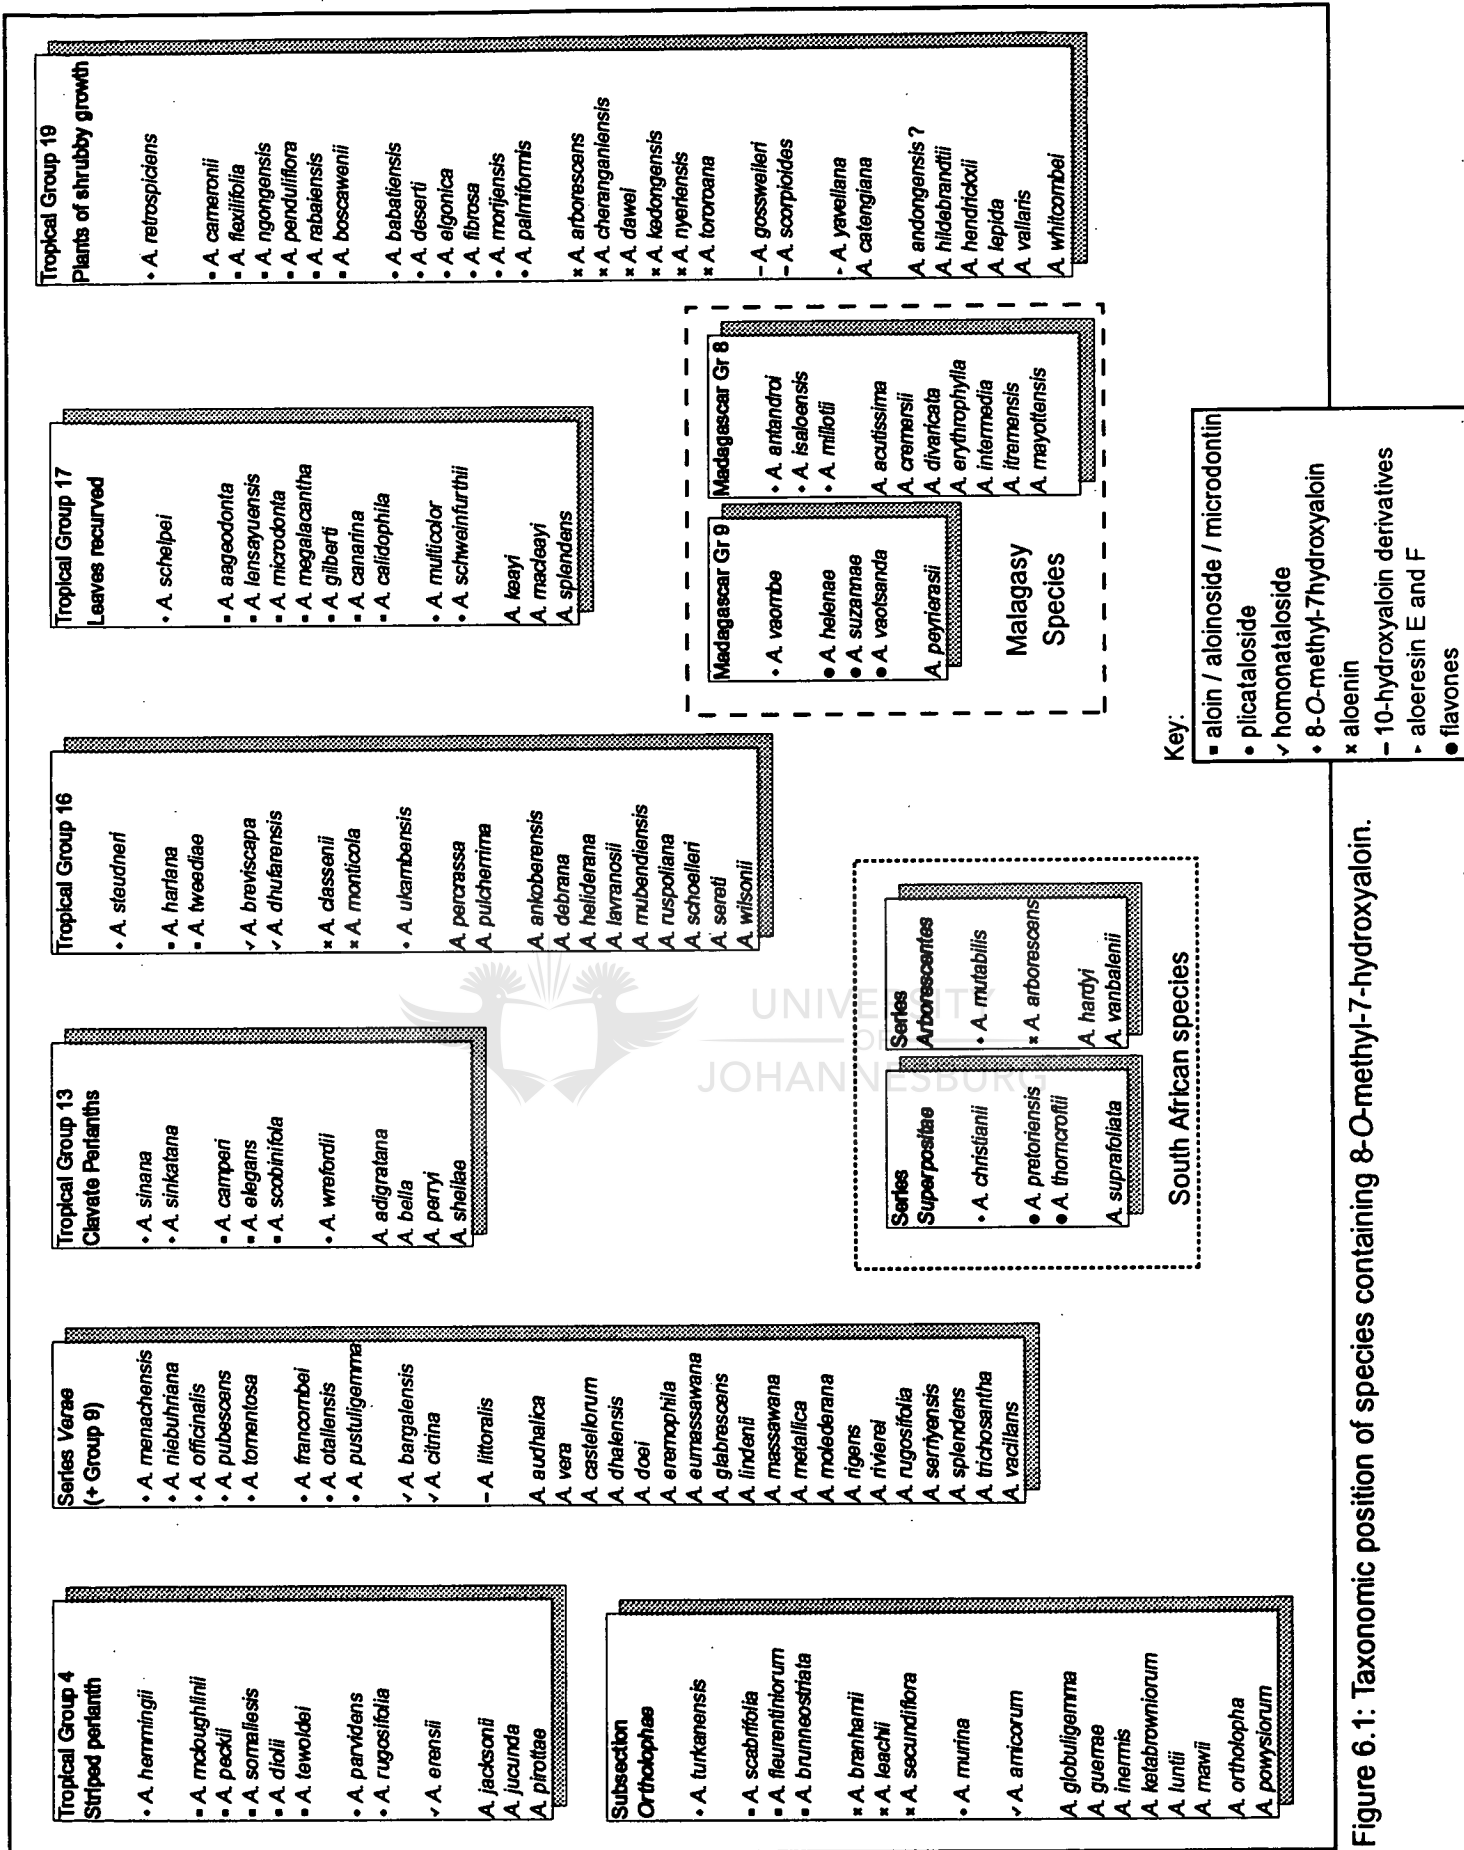 Tropical Group 4
Striped perianth
⬩ A. hemmingii
▪ A. mcloughlinii
▪ A. peckii
▪ A. somaliesis
▪ A. diolii
▪ A. tewoldei
• A. parvidens
• A. rugosifolia
✓ A. erensii
A. jacksonii
A. jucunda
A. pirottae
Subsection
Ortholophae
⬩ A. turkanensis
▪ A. scabrifolia
▪ A. fleurentiniorum
▪ A. brunneostriata
× A. branhamii
× A. leachii
× A. secundiflora
• A. murina
✓ A. amicorum
A. globuligemma
A. guerrae
A. inermis
A. ketabrowniorum
A. luntii
A. mawii
A. ortholopha
A. powysiorum
Series Verae
(+ Group 9)
⬩ A. menachensis
⬩ A. niebuhriana
⬩ A. officinalis
⬩ A. pubescens
⬩ A. tomentosa
• A. francombei
• A. otallensis
• A. pustuligemma
✓ A. bargalensis
✓ A. citrina
– A. littoralis
A. audhalica
A. vera
A. castellorum
A. dhalensis
A. doei
A. eremophila
A. eumassawana
A. glabrescens
A. lindenii
A. massawana
A. metallica
A. molederana
A. rigens
A. rivierei
A. rugosifolia
A. serriyensis
A. splendens
A. trichosantha
A. vacillans
Tropical Group 13
Clavate Perianths
⬩ A. sinana
⬩ A. sinkatana
▪ A. camperi
▪ A. elegans
▪ A. scobinifola
• A. wrefordii
A. adigratana
A. bella
A. perryi
A. sheilae
Tropical Group 16
⬩ A. steudneri
▪ A. harlana
▪ A. tweediae
✓ A. breviscapa
✓ A. dhufarensis
× A. classenii
× A. monticola
• A. ukambensis
A. percrassa
A. pulcherrima
A. ankoberensis
A. debrana
A. heliderana
A. lavranosii
A. mubendiensis
A. ruspoliana
A. schoelleri
A. sereti
A. wilsonii
Tropical Group 17
Leaves recurved
⬩ A. schelpei
▪ A. aageodonta
▪ A. lensayuensis
▪ A. microdonta
▪ A. megalacantha
▪ A. gilberti
▪ A. canarina
▪ A. calidophila
• A. multicolor
• A. schweinfurthii
A. keayi
A. macleayi
A. splendens
Tropical Group 19
Plants of shrubby growth
⬩ A. retrospiciens
▪ A. cameronii
▪ A. flexilifolia
▪ A. ngongensis
▪ A. penduliflora
▪ A. rabaiensis
▪ A. boscawenii
• A. babatiensis
• A. deserti
• A. elgonica
• A. fibrosa
• A. morijensis
• A. palmiformis
× A. arborescens
× A. cheranganiensis
× A. dawei
× A. kedongensis
× A. nyeriensis
× A. tororoana
– A. gossweileri
– A. scorpioides
▸ A. yavellana
A. catengiana
A. andongensis ?
A. hildebrandtii
A. hendrickxii
A. lepida
A. vallaris
A. whitcombei
Series
Superpositae
⬩ A. christianii
● A. pretoriensis
● A. thorncroftii
A. suprafoliata
Series
Arborescentes
⬩ A. mutabilis
× A. arborescens
A. hardyi
A. vanbalenii
South African species
Madagascar Gr 9
⬩ A. vaombe
● A. helenae
● A. suzannae
● A. vaotsanda
A. peyrierasii
Madagascar Gr 8
⬩ A. antandroi
⬩ A. isaloensis
⬩ A. millotii
A. acutissima
A. cremersii
A. divaricata
A. erythrophylla
A. intermedia
A. itremensis
A. mayottensis
Malagasy
Species
UNIVERSITY
OF
JOHANNESBURG
Key:
▪ aloin / aloinoside / microdontin
• plicataloside
✓ homonataloside
⬩ 8-O-methyl-7hydroxyaloin
× aloenin
– 10-hydroxyaloin derivatives
▸ aloeresin E and F
● flavones
Figure 6.1: Taxonomic position of species containing 8-O-methyl-7-hydroxyaloin.